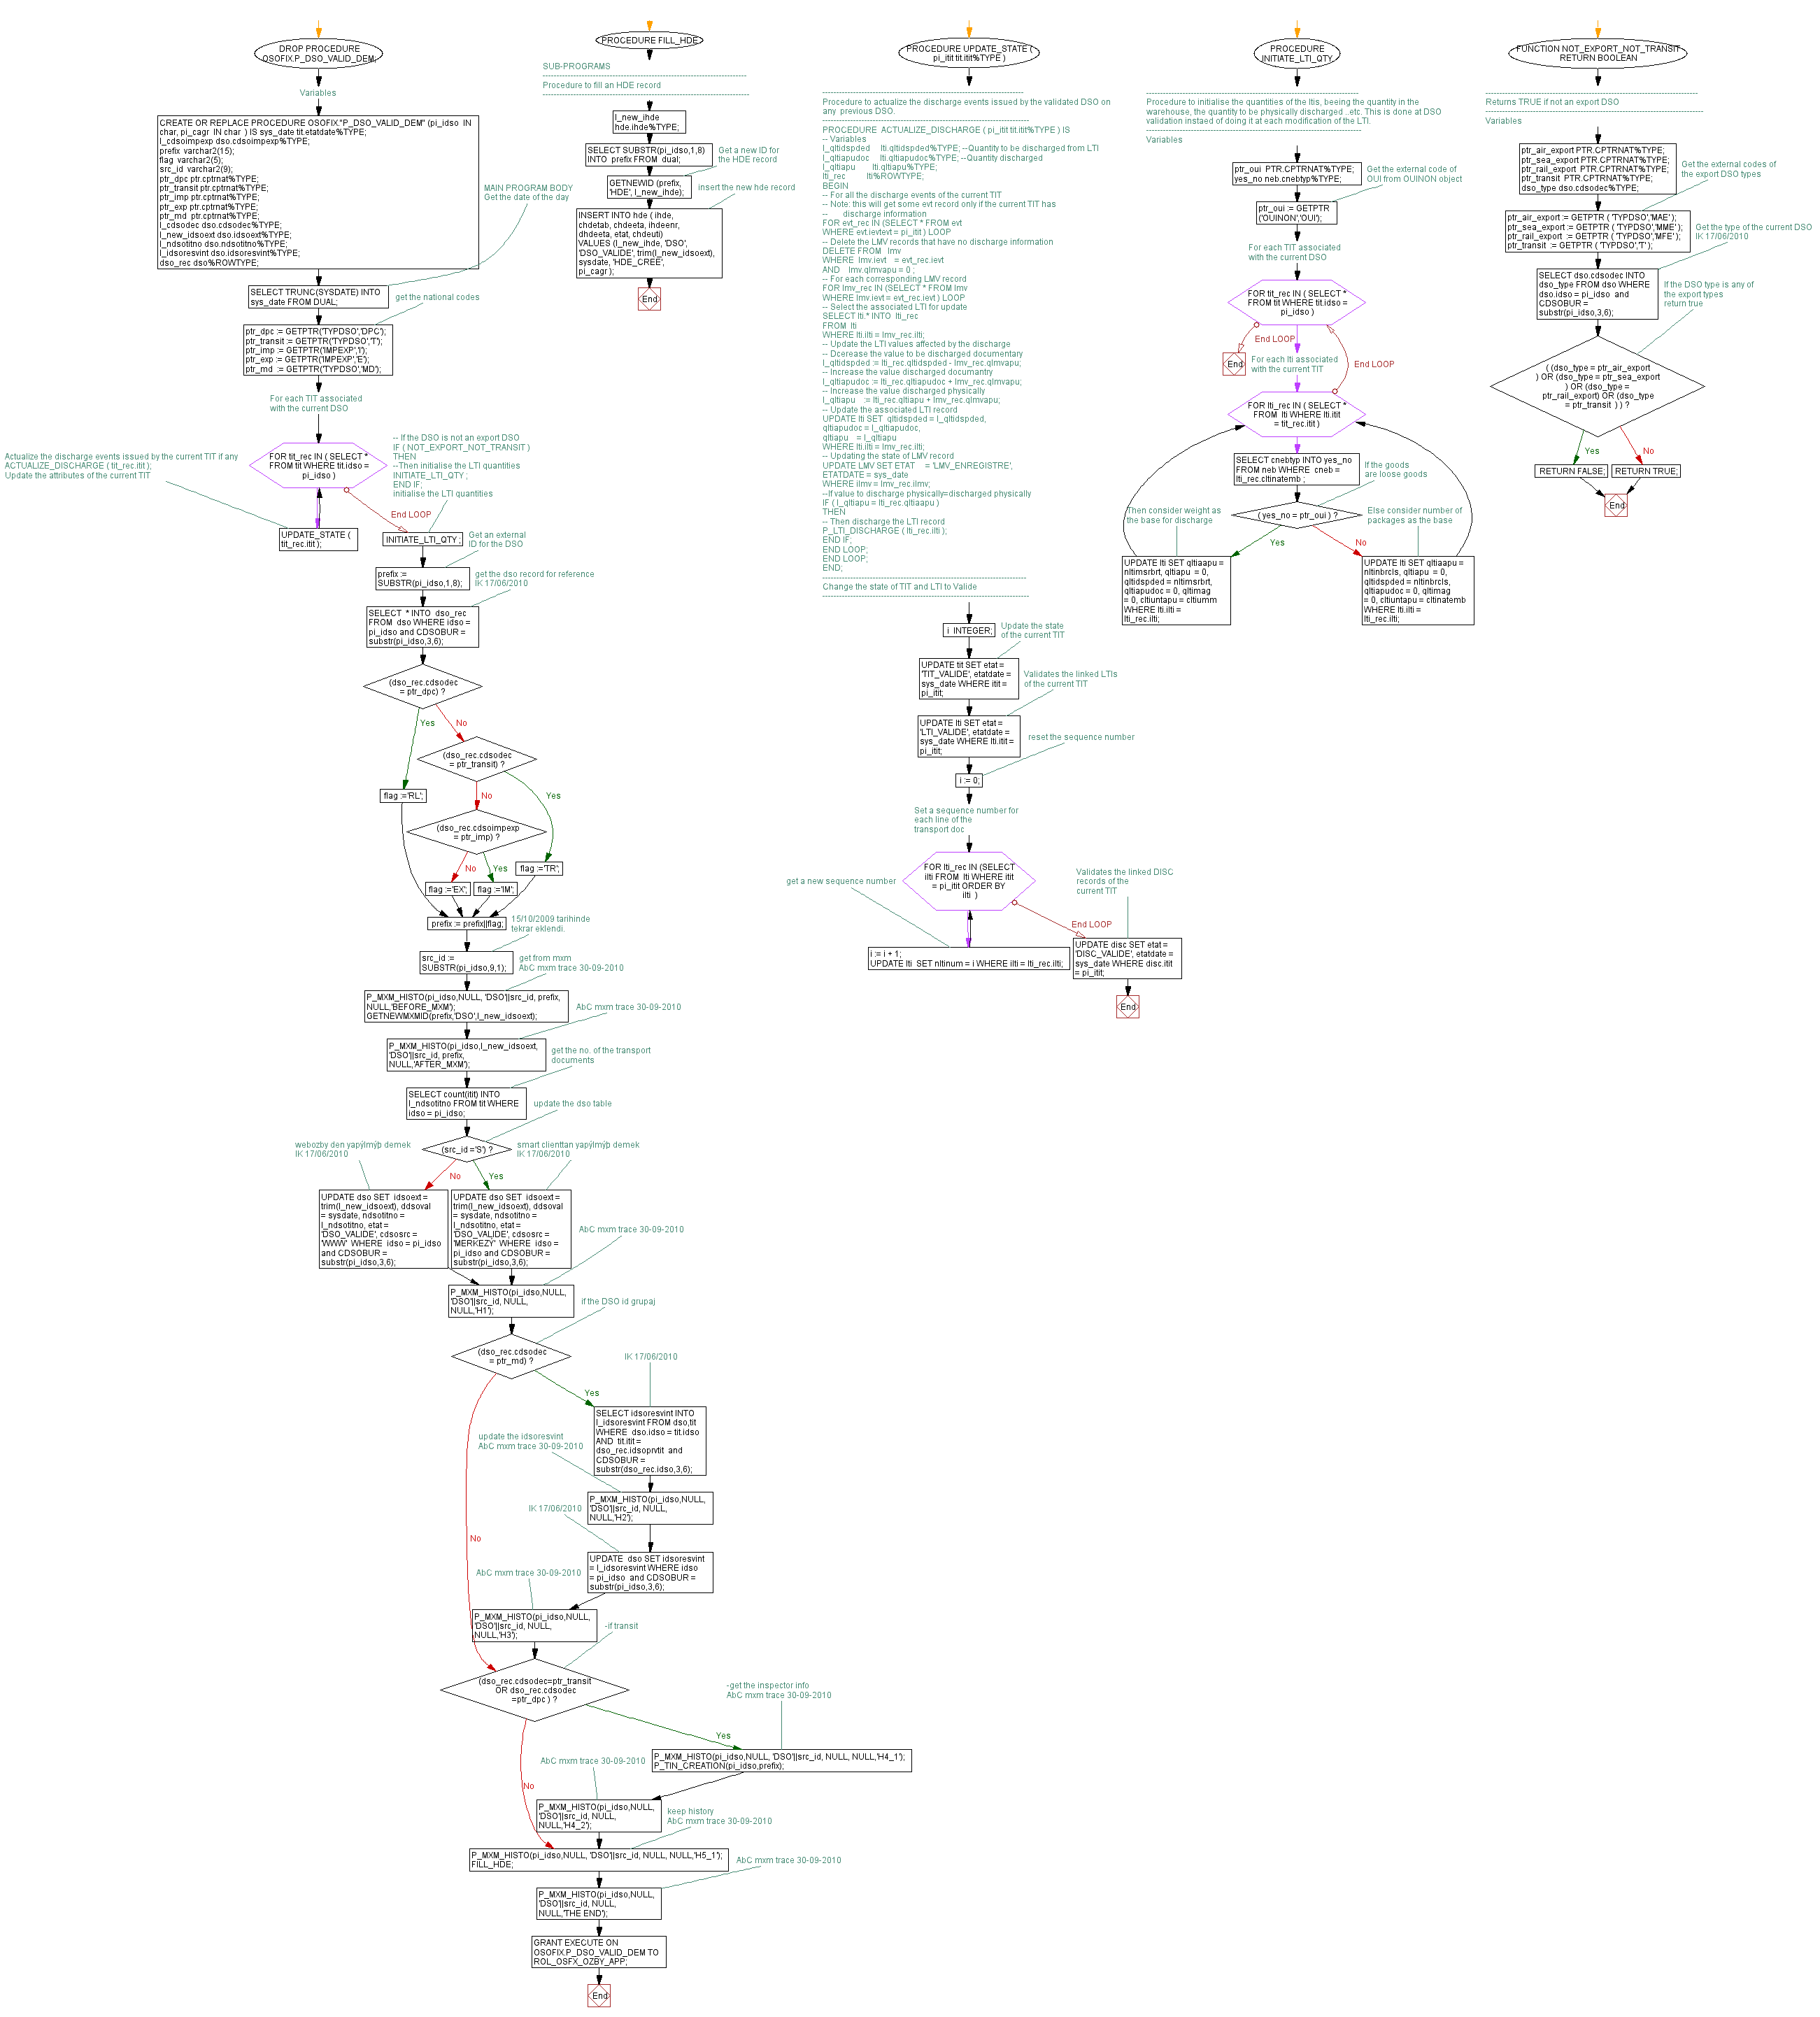 DROP PROCEDURE
OSOFIX.P_DSO_VALID_DEM;
Variables
CREATE OR REPLACE PROCEDURE OSOFIX."P_DSO_VALID_DEM" (pi_idso IN
char, pi_cagr IN char ) IS sys_date tit.etatdate%TYPE;
l_cdsoimpexp dso.cdsoimpexp%TYPE;
prefix varchar2(15);
flag varchar2(5);
src_id varchar2(9);
ptr_dpc ptr.cptrnat%TYPE;
ptr_transit ptr.cptrnat%TYPE;
ptr_imp ptr.cptrnat%TYPE;
ptr_exp ptr.cptrnat%TYPE;
ptr_md ptr.cptrnat%TYPE;
l_cdsodec dso.cdsodec%TYPE;
l_new_idsoext dso.idsoext%TYPE;
l_ndsotitno dso.ndsotitno%TYPE;
l_idsoresvint dso.idsoresvint%TYPE;
dso_rec dso%ROWTYPE;
MAIN PROGRAM BODY
Get the date of the day
SELECT TRUNC(SYSDATE) INTO
sys_date FROM DUAL;
get the national codes
ptr_dpc := GETPTR('TYPDSO','DPC');
ptr_transit := GETPTR('TYPDSO','T');
ptr_imp := GETPTR('IMPEXP','I');
ptr_exp := GETPTR('IMPEXP','E');
ptr_md := GETPTR('TYPDSO','MD');
For each TIT associated
with the current DSO
Actualize the discharge events issued by the current TIT if any
ACTUALIZE_DISCHARGE ( tit_rec.itit );
Update the attributes of the current TIT
FOR tit_rec IN ( SELECT *
FROM tit WHERE tit.idso =
pi_idso )
-- If the DSO is not an export DSO
IF ( NOT_EXPORT_NOT_TRANSIT )
THEN
--Then initialise the LTI quantities
INITIATE_LTI_QTY ;
END IF;
initialise the LTI quantities
End LOOP
UPDATE_STATE (
tit_rec.itit );
INITIATE_LTI_QTY ;
Get an external
ID for the DSO
prefix :=
SUBSTR(pi_idso,1,8);
get the dso record for reference
IK 17/06/2010
SELECT * INTO dso_rec
FROM dso WHERE idso =
pi_idso and CDSOBUR =
substr(pi_idso,3,6);
(dso_rec.cdsodec
= ptr_dpc) ?
Yes
No
(dso_rec.cdsodec
= ptr_transit) ?
flag :='RL';
No
Yes
(dso_rec.cdsoimpexp
= ptr_imp) ?
No
Yes
flag :='TR';
flag :='EX';
flag :='IM';
prefix := prefix||flag;
15/10/2009 tarihinde
tekrar eklendi.
src_id :=
SUBSTR(pi_idso,9,1);
get from mxm
AbC mxm trace 30-09-2010
P_MXM_HISTO(pi_idso,NULL, 'DSO'||src_id, prefix,
NULL,'BEFORE_MXM');
GETNEWMXMID(prefix,'DSO',l_new_idsoext);
AbC mxm trace 30-09-2010
P_MXM_HISTO(pi_idso,l_new_idsoext,
'DSO'||src_id, prefix,
NULL,'AFTER_MXM');
get the no. of the transport
documents
SELECT count(itit) INTO
l_ndsotitno FROM tit WHERE
idso = pi_idso;
update the dso table
(src_id ='S') ?
webozby den yapýlmýþ demek
IK 17/06/2010
smart clienttan yapýlmýþ demek
IK 17/06/2010
No
Yes
UPDATE dso SET idsoext =
trim(l_new_idsoext), ddsoval
= sysdate, ndsotitno =
l_ndsotitno, etat =
'DSO_VALIDE', cdsosrc =
'WWW' WHERE idso = pi_idso
and CDSOBUR =
substr(pi_idso,3,6);
UPDATE dso SET idsoext =
trim(l_new_idsoext), ddsoval
= sysdate, ndsotitno =
l_ndsotitno, etat =
'DSO_VALIDE', cdsosrc =
'MERKEZY' WHERE idso =
pi_idso and CDSOBUR =
substr(pi_idso,3,6);
AbC mxm trace 30-09-2010
P_MXM_HISTO(pi_idso,NULL,
'DSO'||src_id, NULL,
NULL,'H1');
if the DSO id grupaj
(dso_rec.cdsodec
= ptr_md) ?
IK 17/06/2010
Yes
SELECT idsoresvint INTO
l_idsoresvint FROM dso,tit
WHERE dso.idso = tit.idso
AND tit.itit =
dso_rec.idsoprvtit and
CDSOBUR =
substr(dso_rec.idso,3,6);
update the idsoresvint
AbC mxm trace 30-09-2010
P_MXM_HISTO(pi_idso,NULL,
'DSO'||src_id, NULL,
NULL,'H2');
IK 17/06/2010
No
UPDATE dso SET idsoresvint
= l_idsoresvint WHERE idso
= pi_idso and CDSOBUR =
substr(pi_idso,3,6);
AbC mxm trace 30-09-2010
P_MXM_HISTO(pi_idso,NULL,
'DSO'||src_id, NULL,
NULL,'H3');
-if transit
(dso_rec.cdsodec=ptr_transit
OR dso_rec.cdsodec
=ptr_dpc ) ?
-get the inspector info
AbC mxm trace 30-09-2010
Yes
P_MXM_HISTO(pi_idso,NULL, 'DSO'||src_id, NULL, NULL,'H4_1');
P_TIN_CREATION(pi_idso,prefix);
AbC mxm trace 30-09-2010
No
P_MXM_HISTO(pi_idso,NULL,
'DSO'||src_id, NULL,
NULL,'H4_2');
keep history
AbC mxm trace 30-09-2010
P_MXM_HISTO(pi_idso,NULL, 'DSO'||src_id, NULL, NULL,'H5_1');
FILL_HDE;
AbC mxm trace 30-09-2010
P_MXM_HISTO(pi_idso,NULL,
'DSO'||src_id, NULL,
NULL,'THE END');
GRANT EXECUTE ON
OSOFIX.P_DSO_VALID_DEM TO
ROL_OSFX_OZBY_APP;
End
PROCEDURE FILL_HDE
SUB-PROGRAMS
Procedure to fill an HDE record
l_new_ihde
hde.ihde%TYPE;
SELECT SUBSTR(pi_idso,1,8)
INTO prefix FROM dual;
Get a new ID for
the HDE record
GETNEWID (prefix,
'HDE', l_new_ihde);
insert the new hde record
INSERT INTO hde ( ihde,
chdetab, chdeeta, ihdeenr,
dhdeeta, etat, chdeuti)
VALUES (l_new_ihde, 'DSO',
'DSO_VALIDE', trim(l_new_idsoext),
sysdate, 'HDE_CREE',
pi_cagr );
End
PROCEDURE UPDATE_STATE (
pi_itit tit.itit%TYPE )
Procedure to actualize the discharge events issued by the validated DSO on
any previous DSO.
PROCEDURE ACTUALIZE_DISCHARGE ( pi_itit tit.itit%TYPE ) IS
-- Variables
l_qltidspded lti.qltidspded%TYPE; --Quantity to be discharged from LTI
l_qltiapudoc lti.qltiapudoc%TYPE; --Quantity discharged
l_qltiapu lti.qltiapu%TYPE;
lti_rec lti%ROWTYPE;
BEGIN
-- For all the discharge events of the current TIT
-- Note: this will get some evt record only if the current TIT has
-- discharge information
FOR evt_rec IN (SELECT * FROM evt
WHERE evt.ievtevt = pi_itit ) LOOP
-- Delete the LMV records that have no discharge information
DELETE FROM lmv
WHERE lmv.ievt = evt_rec.ievt
AND lmv.qlmvapu = 0 ;
-- For each corresponding LMV record
FOR lmv_rec IN (SELECT * FROM lmv
WHERE lmv.ievt = evt_rec.ievt ) LOOP
-- Select the associated LTI for update
SELECT lti.* INTO lti_rec
FROM lti
WHERE lti.ilti = lmv_rec.ilti;
-- Update the LTI values affected by the discharge
-- Dcerease the value to be discharged documentary
l_qltidspded := lti_rec.qltidspded - lmv_rec.qlmvapu;
-- Increase the value discharged documantry
l_qltiapudoc := lti_rec.qltiapudoc + lmv_rec.qlmvapu;
-- Increase the value discharged physically
l_qltiapu := lti_rec.qltiapu + lmv_rec.qlmvapu;
-- Update the associated LTI record
UPDATE lti SET qltidspded = l_qltidspded,
qltiapudoc = l_qltiapudoc,
qltiapu = l_qltiapu
WHERE lti.ilti = lmv_rec.ilti;
-- Updating the state of LMV record
UPDATE LMV SET ETAT = 'LMV_ENREGISTRE',
ETATDATE = sys_date
WHERE ilmv = lmv_rec.ilmv;
--If value to discharge physically=discharged physically
IF ( l_qltiapu = lti_rec.qltiaapu )
THEN
-- Then discharge the LTI record
P_LTI_DISCHARGE ( lti_rec.ilti );
END IF;
END LOOP;
END LOOP;
END;
Change the state of TIT and LTI to Valide
i INTEGER;
Update the state
of the current TIT
UPDATE tit SET etat =
'TIT_VALIDE', etatdate =
sys_date WHERE itit =
pi_itit;
Validates the linked LTIs
of the current TIT
UPDATE lti SET etat =
'LTI_VALIDE', etatdate =
sys_date WHERE lti.itit =
pi_itit;
reset the sequence number
i := 0;
Set a sequence number for
each line of the
transport doc
get a new sequence number
FOR lti_rec IN (SELECT
ilti FROM lti WHERE itit
= pi_itit ORDER BY
ilti )
Validates the linked DISC
records of the
current TIT
End LOOP
i := i + 1;
UPDATE lti SET nltinum = i WHERE ilti = lti_rec.ilti;
UPDATE disc SET etat =
'DISC_VALIDE', etatdate =
sys_date WHERE disc.itit
= pi_itit;
End
PROCEDURE
INITIATE_LTI_QTY
Procedure to initialise the quantities of the ltis, beeing the quantity in the
warehouse, the quantity to be physically discharged ..etc. This is done at DSO
validation instaed of doing it at each modification of the LTI.
Variables
ptr_oui PTR.CPTRNAT%TYPE;
yes_no neb.cnebtyp%TYPE;
Get the external code of
OUI from OUINON object
ptr_oui := GETPTR
('OUINON','OUI');
For each TIT associated
with the current DSO
FOR tit_rec IN ( SELECT *
FROM tit WHERE tit.idso =
pi_idso )
End LOOP
End
For each lti associated
with the current TIT
End LOOP
FOR lti_rec IN ( SELECT *
FROM lti WHERE lti.itit
= tit_rec.itit )
SELECT cnebtyp INTO yes_no
FROM neb WHERE cneb =
lti_rec.cltinatemb ;
If the goods
are loose goods
Then consider weight as
the base for discharge
( yes_no = ptr_oui ) ?
Else consider number of
packages as the base
Yes
No
UPDATE lti SET qltiaapu =
nltimsrbrt, qltiapu = 0,
qltidspded = nltimsrbrt,
qltiapudoc = 0, qltimag
= 0, cltiuntapu = cltiumm
WHERE lti.ilti =
lti_rec.ilti;
UPDATE lti SET qltiaapu =
nltinbrcls, qltiapu = 0,
qltidspded = nltinbrcls,
qltiapudoc = 0, qltimag
= 0, cltiuntapu = cltinatemb
WHERE lti.ilti =
lti_rec.ilti;
FUNCTION NOT_EXPORT_NOT_TRANSIT
RETURN BOOLEAN
Returns TRUE if not an export DSO
Variables
ptr_air_export PTR.CPTRNAT%TYPE;
ptr_sea_export PTR.CPTRNAT%TYPE;
ptr_rail_export PTR.CPTRNAT%TYPE;
ptr_transit PTR.CPTRNAT%TYPE;
dso_type dso.cdsodec%TYPE;
Get the external codes of
the export DSO types
ptr_air_export := GETPTR ( 'TYPDSO','MAE' );
ptr_sea_export := GETPTR ( 'TYPDSO','MME' );
ptr_rail_export := GETPTR ( 'TYPDSO','MFE' );
ptr_transit := GETPTR ( 'TYPDSO','T' );
Get the type of the current DSO
IK 17/06/2010
SELECT dso.cdsodec INTO
dso_type FROM dso WHERE
dso.idso = pi_idso and
CDSOBUR =
substr(pi_idso,3,6);
If the DSO type is any of
the export types
return true
( (dso_type = ptr_air_export
) OR (dso_type = ptr_sea_export
) OR (dso_type =
ptr_rail_export) OR (dso_type
= ptr_transit ) ) ?
Yes
No
RETURN FALSE;
RETURN TRUE;
End